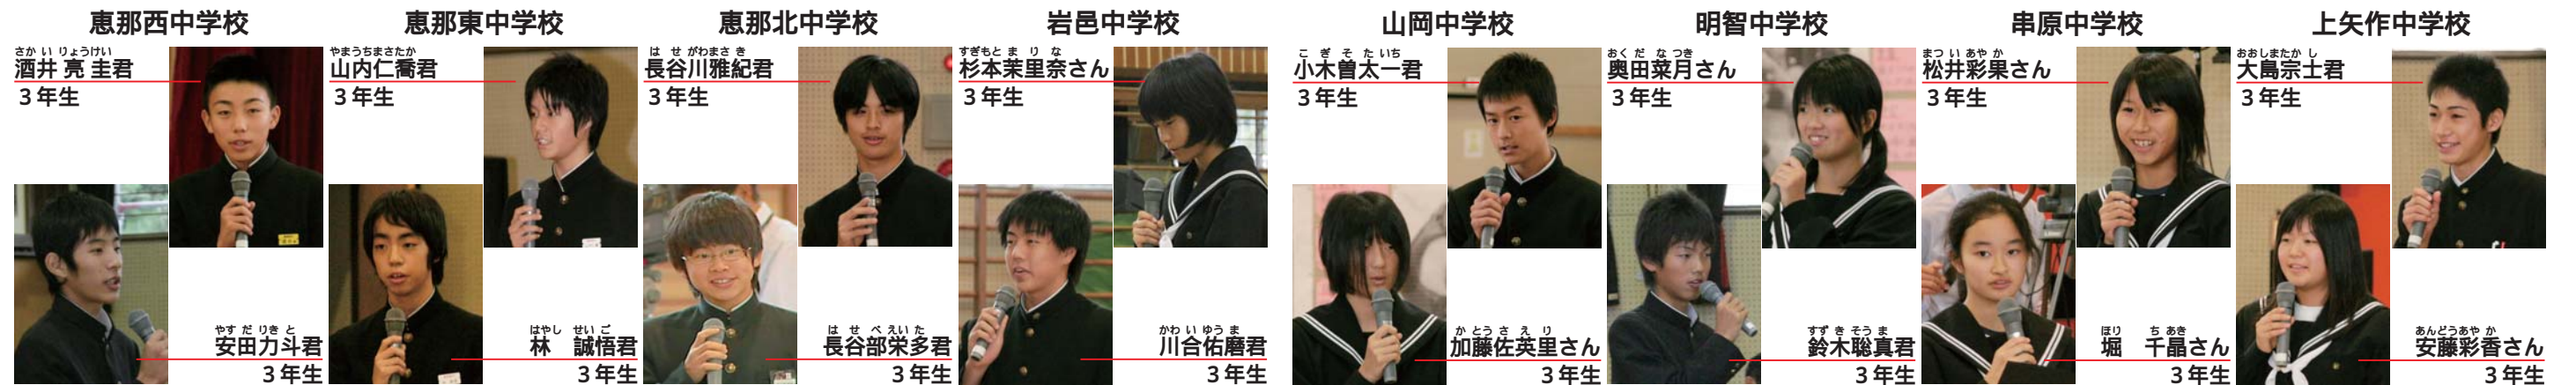 恵那西中学校
さか い りょうけい
酒井 亮 圭君
３年生
やす だ りき と
安田力斗君
３年生
恵那東中学校
やまうちまさたか
山内仁喬君
３年生
はやし せい ご
林 誠悟君
３年生
恵那北中学校
は せ がわまさ き
長谷川雅紀君
３年生
は せ べ えい た
長谷部栄多君
３年生
岩邑中学校
すぎもと ま り な
杉本茉里奈さん
３年生
かわ い ゆう ま
川合佑磨君
３年生
山岡中学校
こ ぎ そ た いち
小木曽太一君
３年生
か とう さ え り
加藤佐英里さん
３年生
明智中学校
おく だ な つき
奥田菜月さん
３年生
すず き そう ま
鈴木聡真君
３年生
串原中学校
まつ い あや か
松井彩果さん
３年生
ほり ち あき
堀 千晶さん
３年生
上矢作中学校
おおしまたか し
大島宗士君
３年生
あんどうあや か
安藤彩香さん
３年生